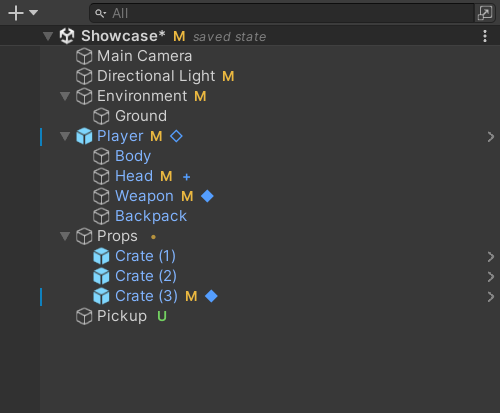 All
Showcase* M saved state
Main Camera
Directional Light M
Environment M
Ground
Player M
Body
Head M +
Weapon M
Backpack
Props
Crate (1)
Crate (2)
Crate (3) M
Pickup U